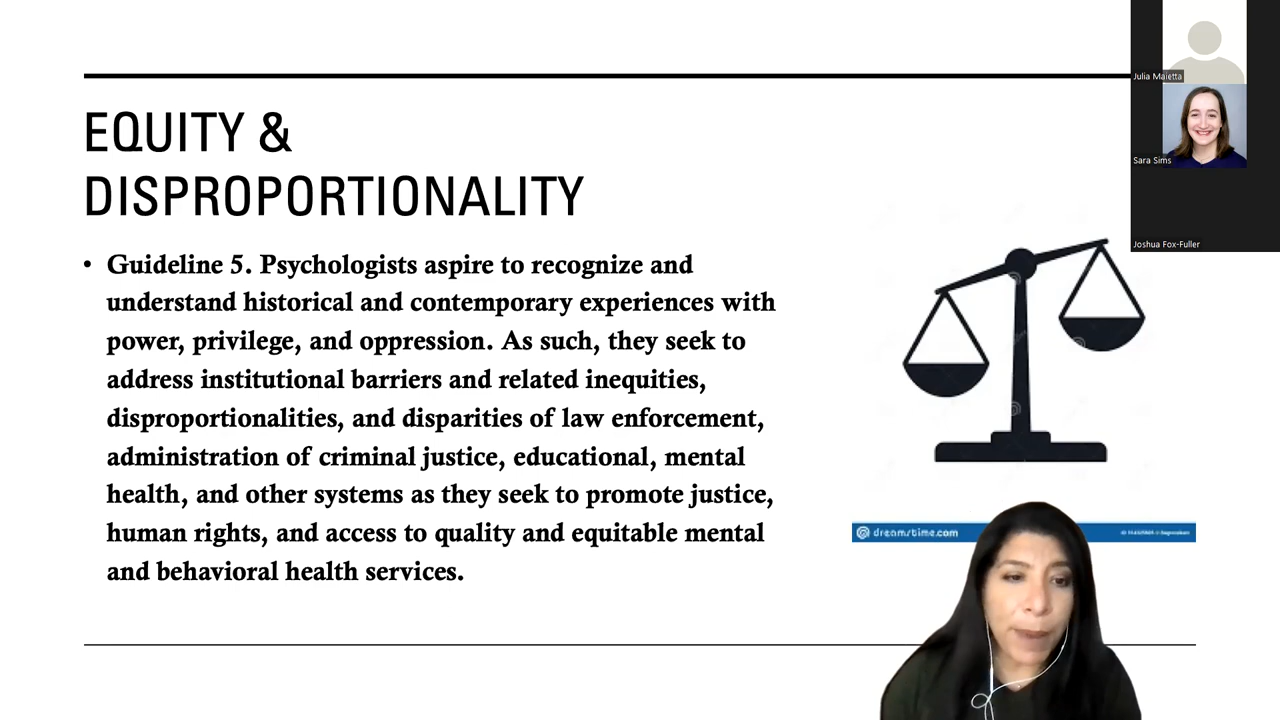 EQUITY &
DISPROPORTIONALITY
• Guideline 5. Psychologists aspire to recognize and
understand historical and contemporary experiences with
power, privilege, and oppression. As such, they seek to
address institutional barriers and related inequities,
disproportionalities, and disparities of law enforcement,
administration of criminal justice, educational, mental
health, and other systems as they seek to promote justice,
human rights, and access to quality and equitable mental
and behavioral health services.
dreamstime.com
Julia Maietta
Sara Sims
Joshua Fox-Fuller